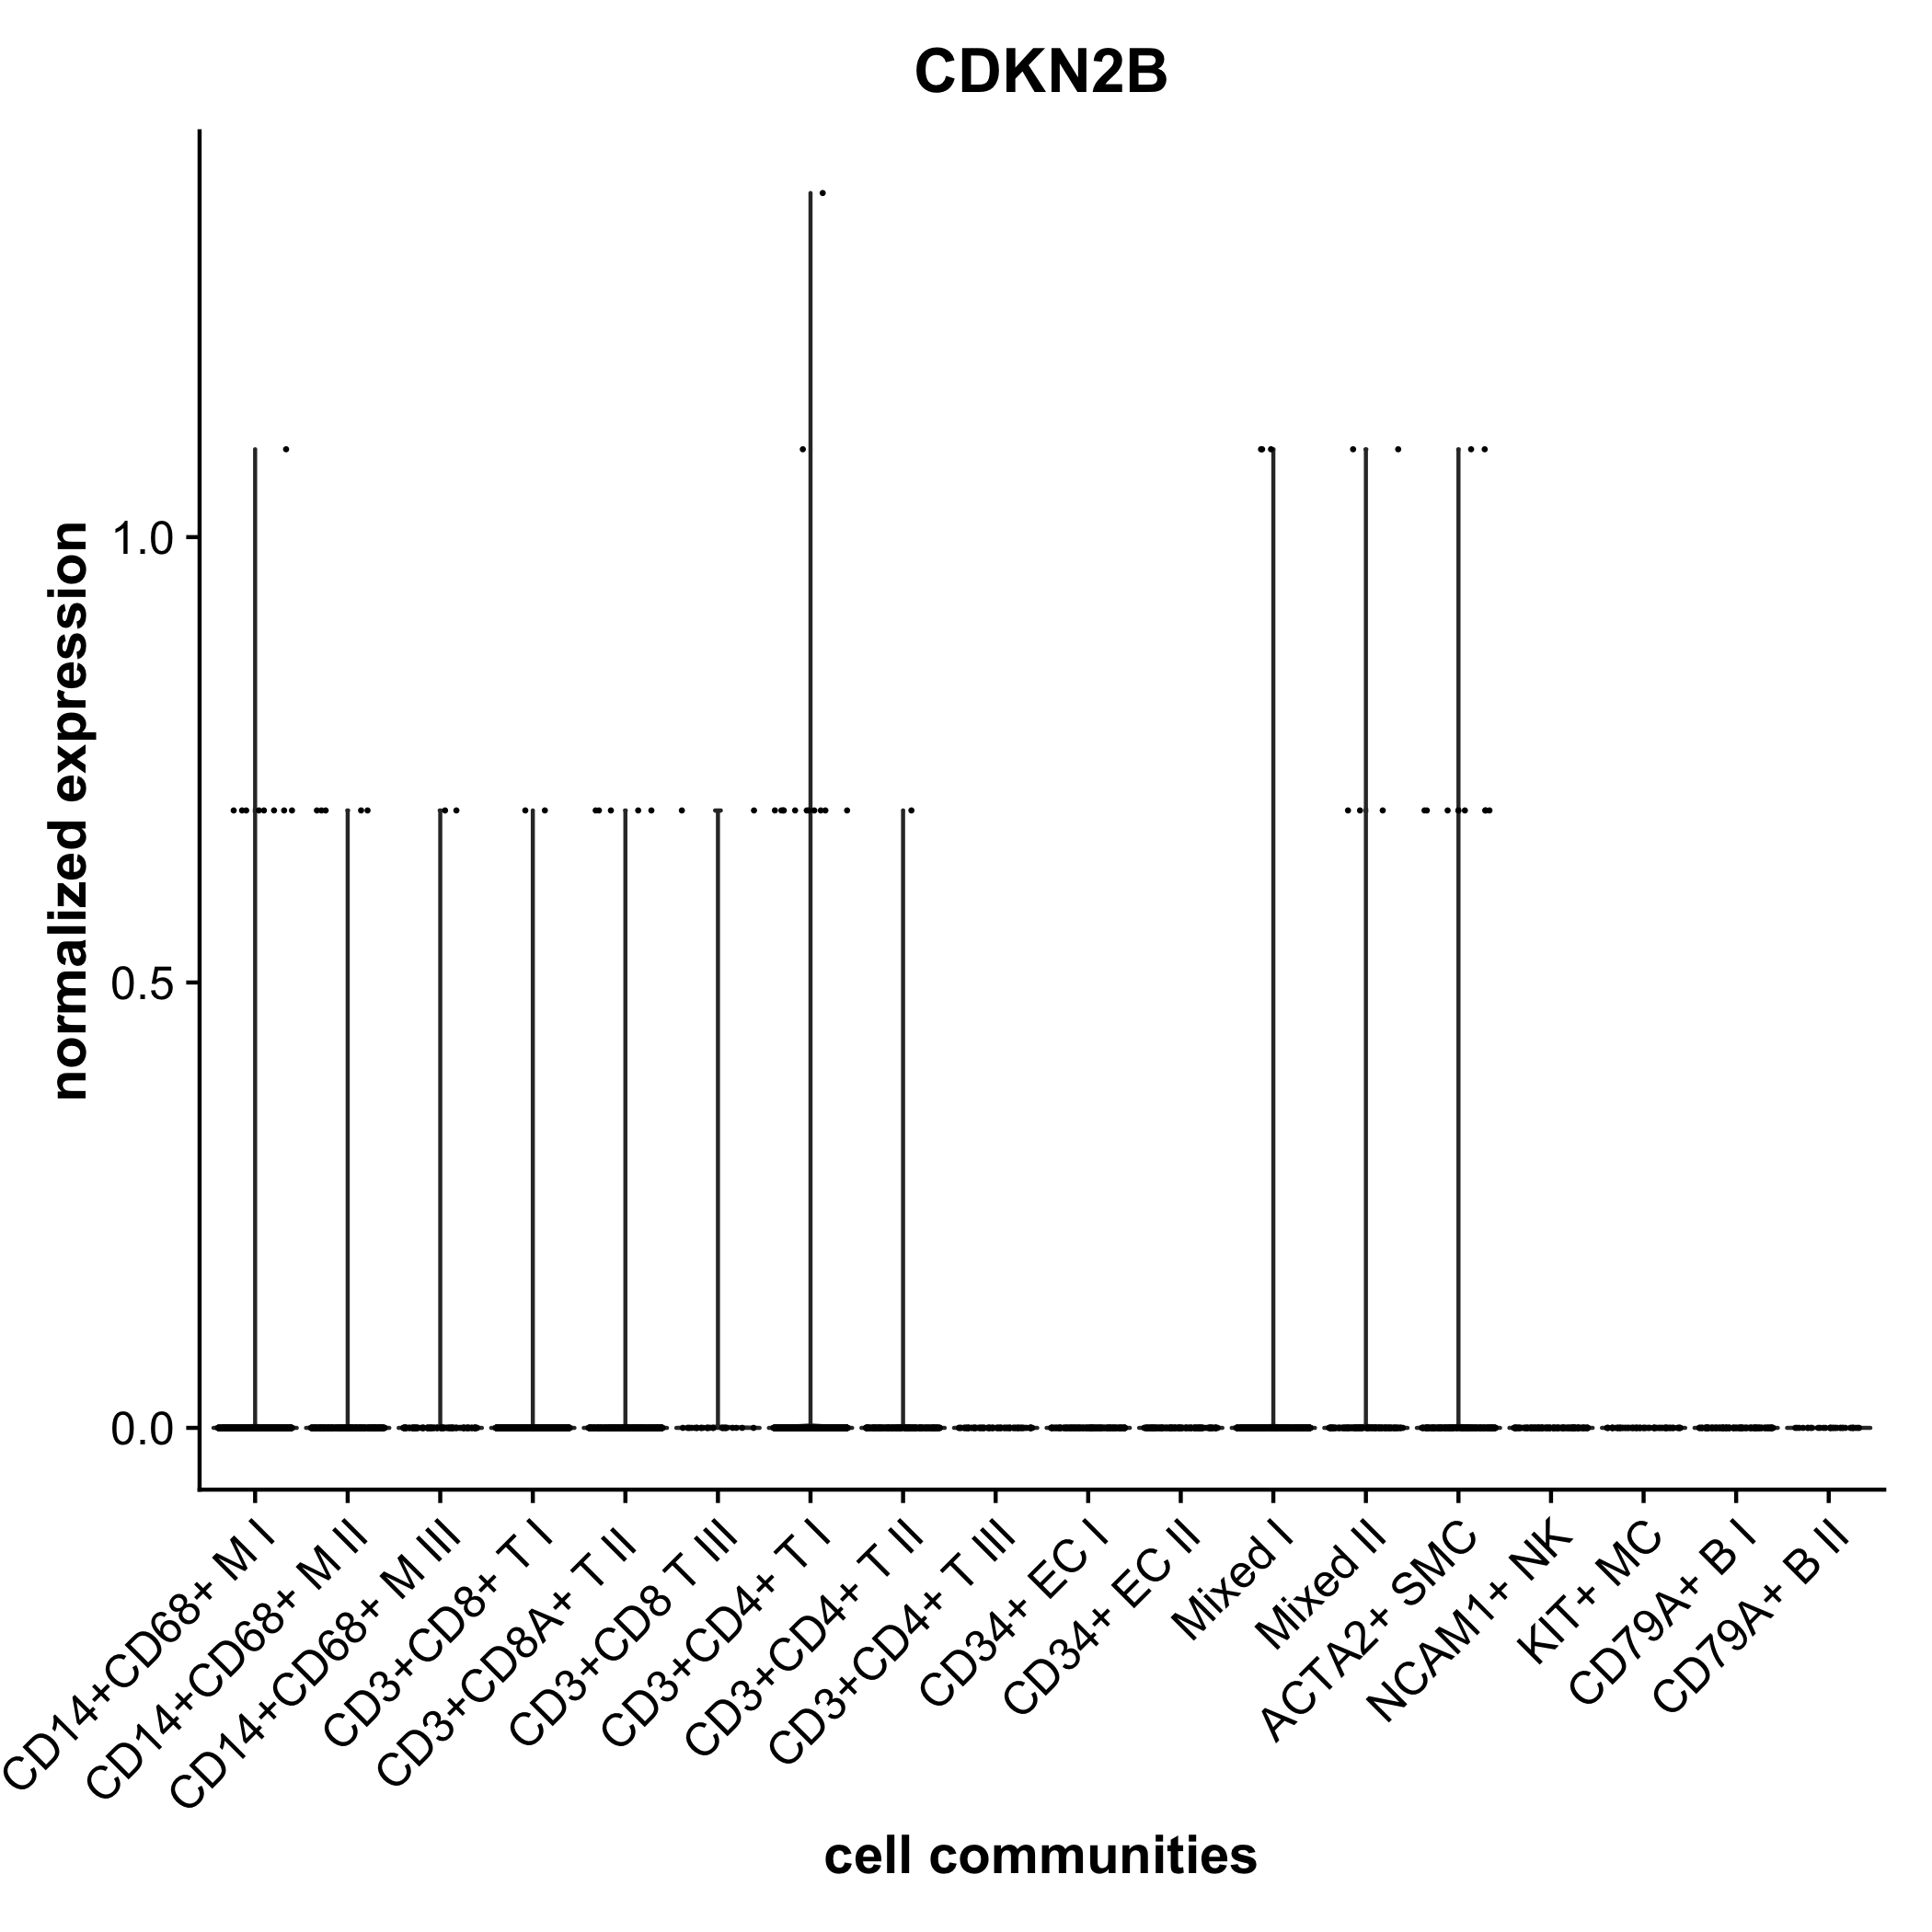 CDKN2B
normalized expression
1.0
0.5
0.0
CD14+CD68+ M I
CD14+CD68+ M II
CD14+CD68+ M III
CD3+CD8+ T I
CD3+CD8A+ T II
CD3+CD8 T III
CD3+CD4+ T I
CD3+CD4+ T II
CD3+CD4+ T III
CD34+ EC I
CD34+ EC II
Mixed I
Mixed II
ACTA2+ SMC
NCAM1+ NK
KIT+ MC
CD79A+ B I
CD79A+ B II
cell communities